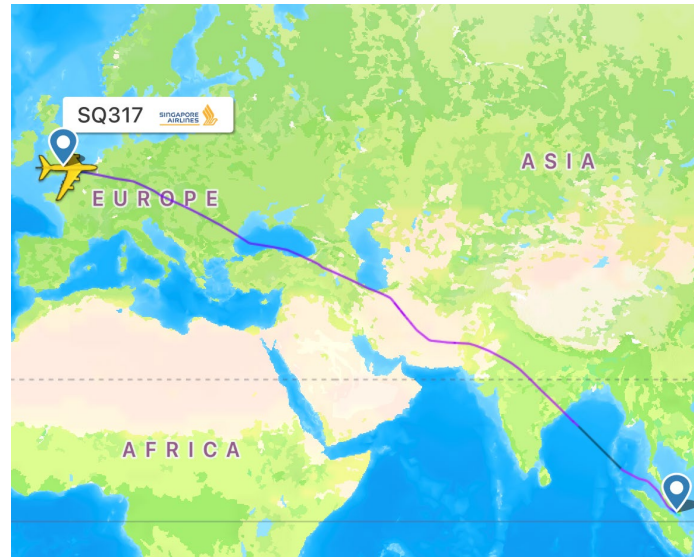 SQ317 SINGAPORE
AIRLINES
ASIA
EUROPE
AFRICA